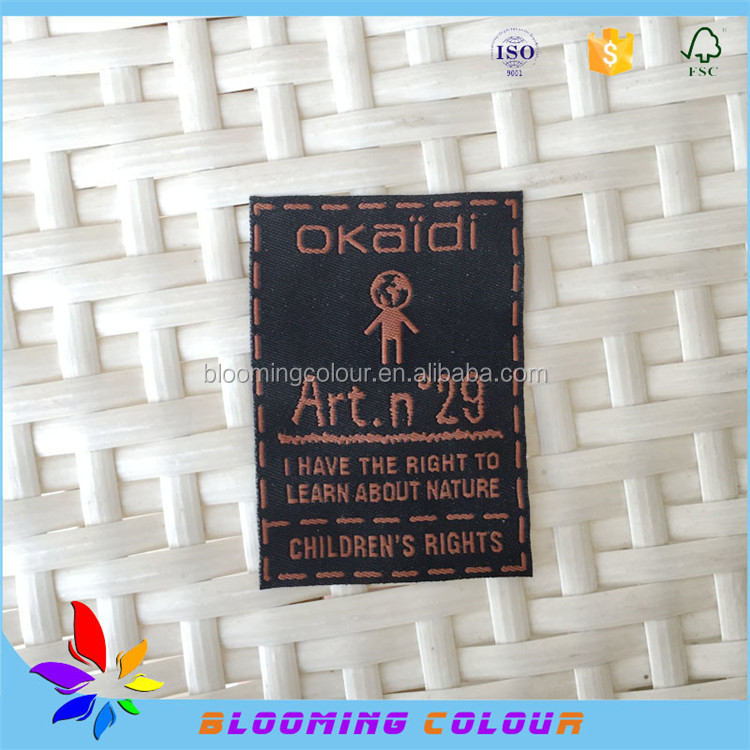 ISO
9001
$
FSC
okaïdi
bloomingcolour.en.alibaba.com
Art.n°29
I HAVE THE RIGHT TO
LEARN ABOUT NATURE
CHILDREN'S RIGHTS
BLOOMING COLOUR